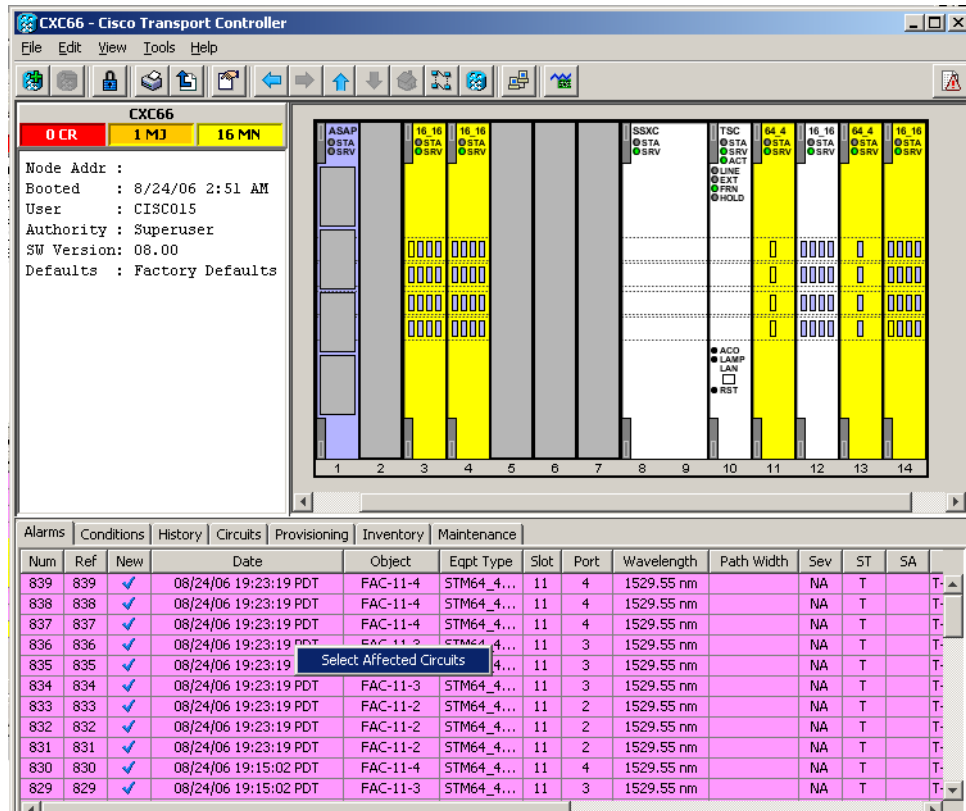 CXC66 - Cisco Transport Controller
File Edit View Tools Help
CXC66
0 CR 1 MJ 16 MN
Node Addr :
Booted : 8/24/06 2:51 AM
User : CISCO15
Authority : Superuser
SW Version: 08.00
Defaults : Factory Defaults
ASAP 16_16 16_16 SSXC TSC 64_4 16_16 64_4 16_16
STA STA STA STA STA STA STA STA STA
SRV SRV SRV SRV SRV SRV SRV SRV SRV
ACT
LINE
EXT
FRN
HOLD
ACO
LAMP
LAN
RST
1 2 3 4 5 6 7 8 9 10 11 12 13 14
Alarms Conditions History Circuits Provisioning Inventory Maintenance
Num Ref New Date Object Eqpt Type Slot Port Wavelength Path Width Sev ST SA
839 839 08/24/06 19:23:19 PDT FAC-11-4 STM64_4... 11 4 1529.55 nm NA T T-
838 838 08/24/06 19:23:19 PDT FAC-11-4 STM64_4... 11 4 1529.55 nm NA T T-
837 837 08/24/06 19:23:19 PDT FAC-11-4 STM64_4... 11 4 1529.55 nm NA T T-
836 836 08/24/06 19:23:19 PDT FAC-11-3 STM64_4... 11 3 1529.55 nm NA T T-
835 835 08/24/06 19:23:19 Select Affected Circuits 4... 11 3 1529.55 nm NA T T-
834 834 08/24/06 19:23:19 PDT FAC-11-3 STM64_4... 11 3 1529.55 nm NA T T-
833 833 08/24/06 19:23:19 PDT FAC-11-2 STM64_4... 11 2 1529.55 nm NA T T-
832 832 08/24/06 19:23:19 PDT FAC-11-2 STM64_4... 11 2 1529.55 nm NA T T-
831 831 08/24/06 19:23:19 PDT FAC-11-2 STM64_4... 11 2 1529.55 nm NA T T-
830 830 08/24/06 19:15:02 PDT FAC-11-4 STM64_4... 11 4 1529.55 nm NA T T-
829 829 08/24/06 19:15:02 PDT FAC-11-3 STM64_4... 11 3 1529.55 nm NA T T-